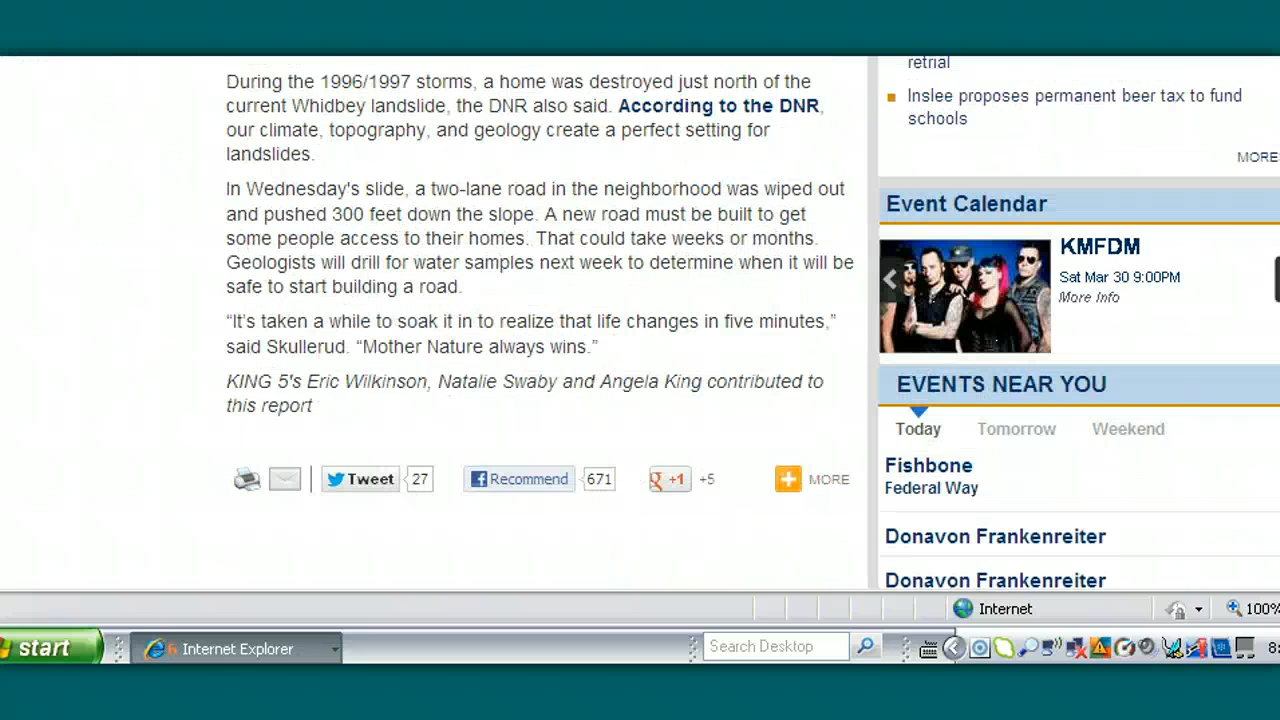 During the 1996/1997 storms, a home was destroyed just north of the
current Whidbey landslide, the DNR also said. According to the DNR,
our climate, topography, and geology create a perfect setting for
landslides.
In Wednesday's slide, a two-lane road in the neighborhood was wiped out
and pushed 300 feet down the slope. A new road must be built to get
some people access to their homes. That could take weeks or months.
Geologists will drill for water samples next week to determine when it will be
safe to start building a road.
“It’s taken a while to soak it in to realize that life changes in five minutes,”
said Skullerud. “Mother Nature always wins.”
KING 5's Eric Wilkinson, Natalie Swaby and Angela King contributed to
this report
Tweet 27 Recommend 671 +1 +5 MORE
retrial
Inslee proposes permanent beer tax to fund
schools
MORE
Event Calendar
KMFDM
Sat Mar 30 9:00PM
More Info
EVENTS NEAR YOU
Today Tomorrow Weekend
Fishbone
Federal Way
Donavon Frankenreiter
Donavon Frankenreiter
Internet 100%
start 6 Internet Explorer Search Desktop 8: